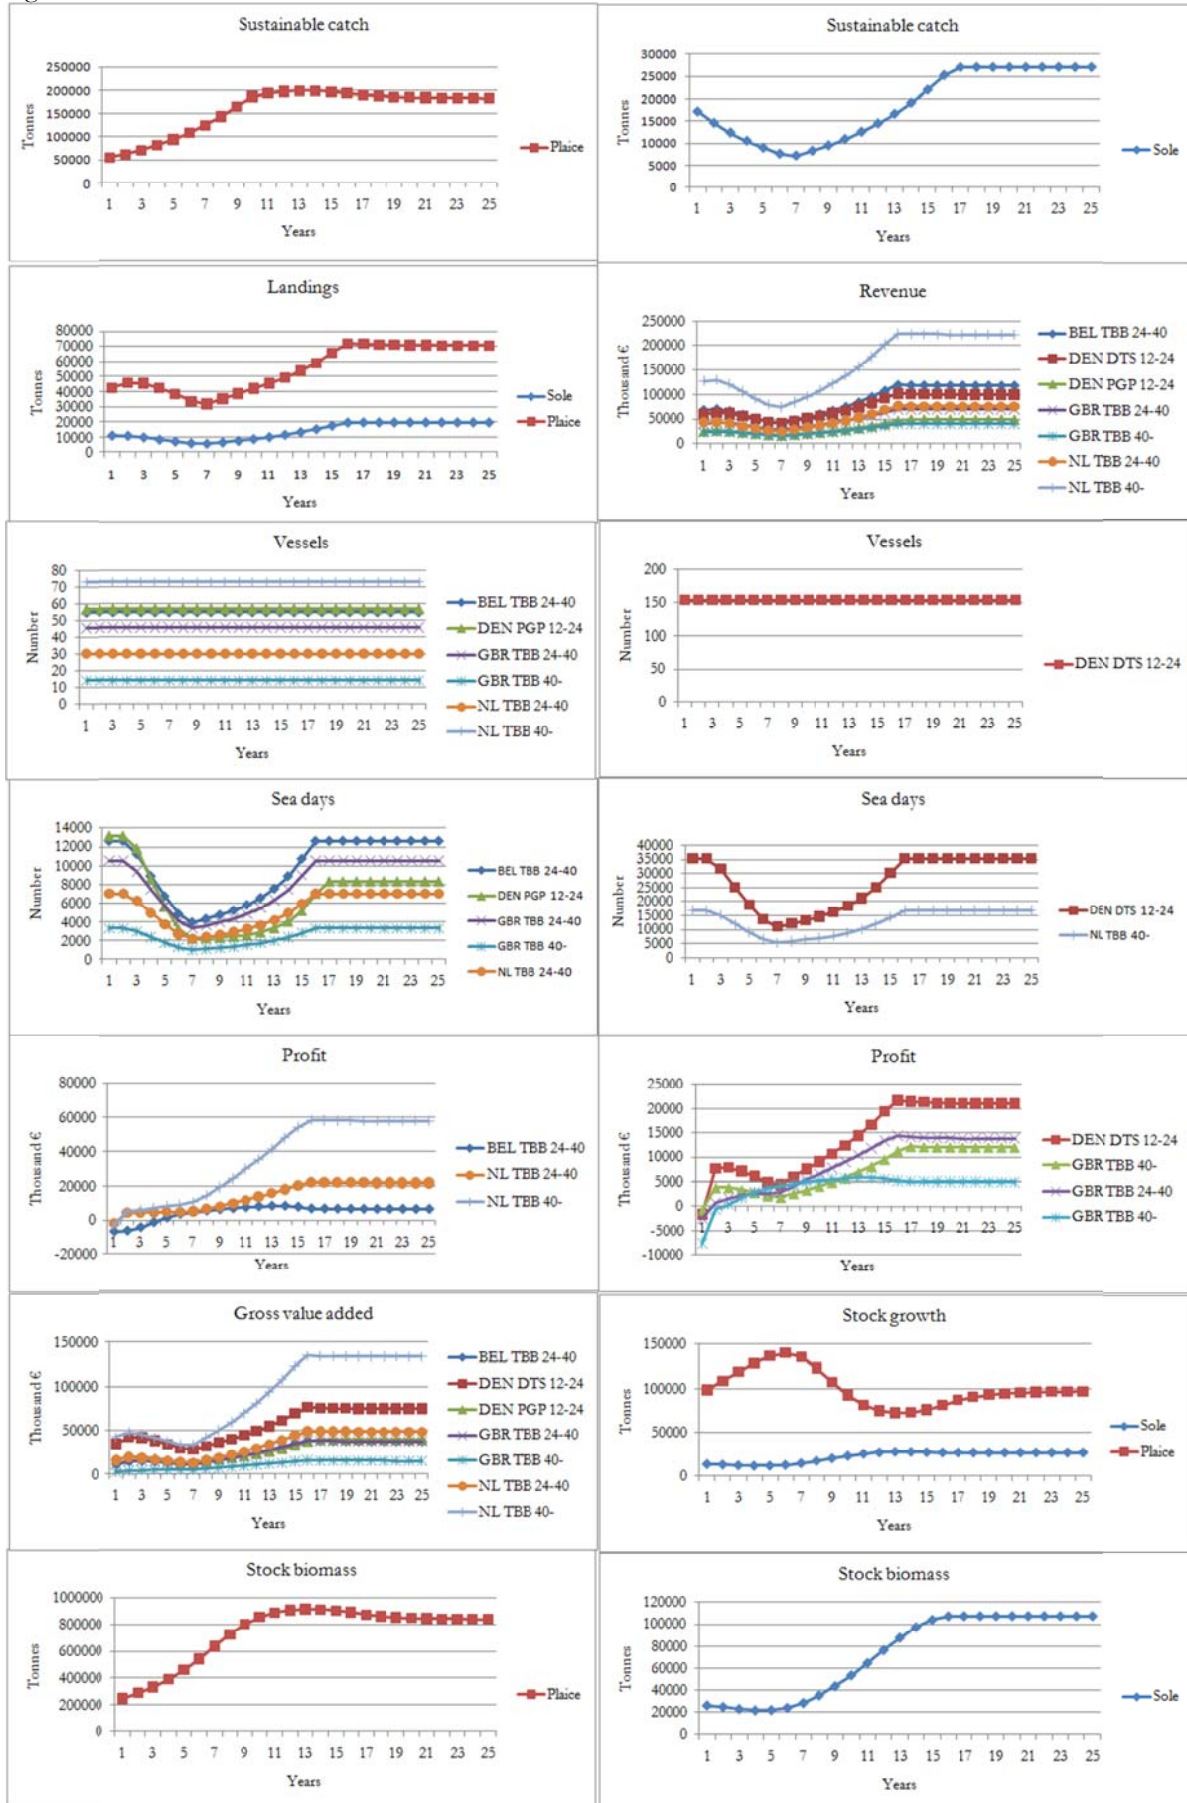 Sustainable catch
250000
200000
150000
100000
50000
0
Tonnes
1 3 5 7 9 11 13 15 17 19 21 23 25
Years
Plaice
Sustainable catch
30000
25000
20000
15000
10000
5000
0
Tonnes
1 3 5 7 9 11 13 15 17 19 21 23 25
Years
Sole
Landings
80000
70000
60000
50000
40000
30000
20000
10000
0
Tonnes
1 3 5 7 9 11 13 15 17 19 21 23 25
Years
Sole
Plaice
Revenue
250000
200000
150000
100000
50000
0
Thousand €
1 3 5 7 9 11 13 15 17 19 21 23 25
Years
BEL TBB 24-40
DEN DTS 12-24
DEN PGP 12-24
GBR TBB 24-40
GBR TBB 40-
NL TBB 24-40
NL TBB 40-
Vessels
80
70
60
50
40
30
20
10
0
Number
1 3 5 7 9 11 13 15 17 19 21 23 25
Years
BEL TBB 24-40
DEN PGP 12-24
GBR TBB 24-40
GBR TBB 40-
NL TBB 24-40
NL TBB 40-
Vessels
200
150
100
50
0
Number
1 3 5 7 9 11 13 15 17 19 21 23 25
Years
DEN DTS 12-24
Sea days
14000
12000
10000
8000
6000
4000
2000
0
Number
1 3 5 7 9 11 13 15 17 19 21 23 25
Years
BEL TBB 24-40
DEN PGP 12-24
GBR TBB 24-40
GBR TBB 40-
NL TBB 24-40
Sea days
40000
35000
30000
25000
20000
15000
10000
5000
0
Number
1 3 5 7 9 11 13 15 17 19 21 23 25
Years
DEN DTS 12-24
NL TBB 40-
Profit
80000
60000
40000
20000
0
-20000
Thousand €
1 3 5 7 9 11 13 15 17 19 21 23 25
Years
BEL TBB 24-40
NL TBB 24-40
NL TBB 40-
Profit
25000
20000
15000
10000
5000
0
-5000
-10000
Thousand €
1 3 5 7 9 11 13 15 17 19 21 23 25
Years
DEN DTS 12-24
GBR TBB 40-
GBR TBB 24-40
GBR TBB 40-
Gross value added
150000
100000
50000
0
Thousand €
1 3 5 7 9 11 13 15 17 19 21 23 25
Years
BEL TBB 24-40
DEN DTS 12-24
DEN PGP 12-24
GBR TBB 24-40
GBR TBB 40-
NL TBB 24-40
NL TBB 40-
Stock growth
150000
100000
50000
0
Tonnes
1 3 5 7 9 11 13 15 17 19 21 23 25
Years
Sole
Plaice
Stock biomass
1000000
800000
600000
400000
200000
0
Tonnes
1 3 5 7 9 11 13 15 17 19 21 23 25
Years
Plaice
Stock biomass
120000
100000
80000
60000
40000
20000
0
Tonnes
1 3 5 7 9 11 13 15 17 19 21 23 25
Years
Sole